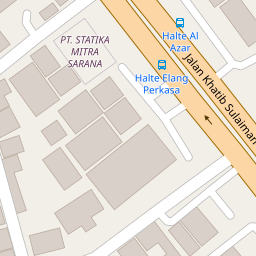 PT. STATIKA
MITRA
SARANA
Halte Al
Azar
Halte Elang
Perkasa
Jalan Khatib Sulaiman